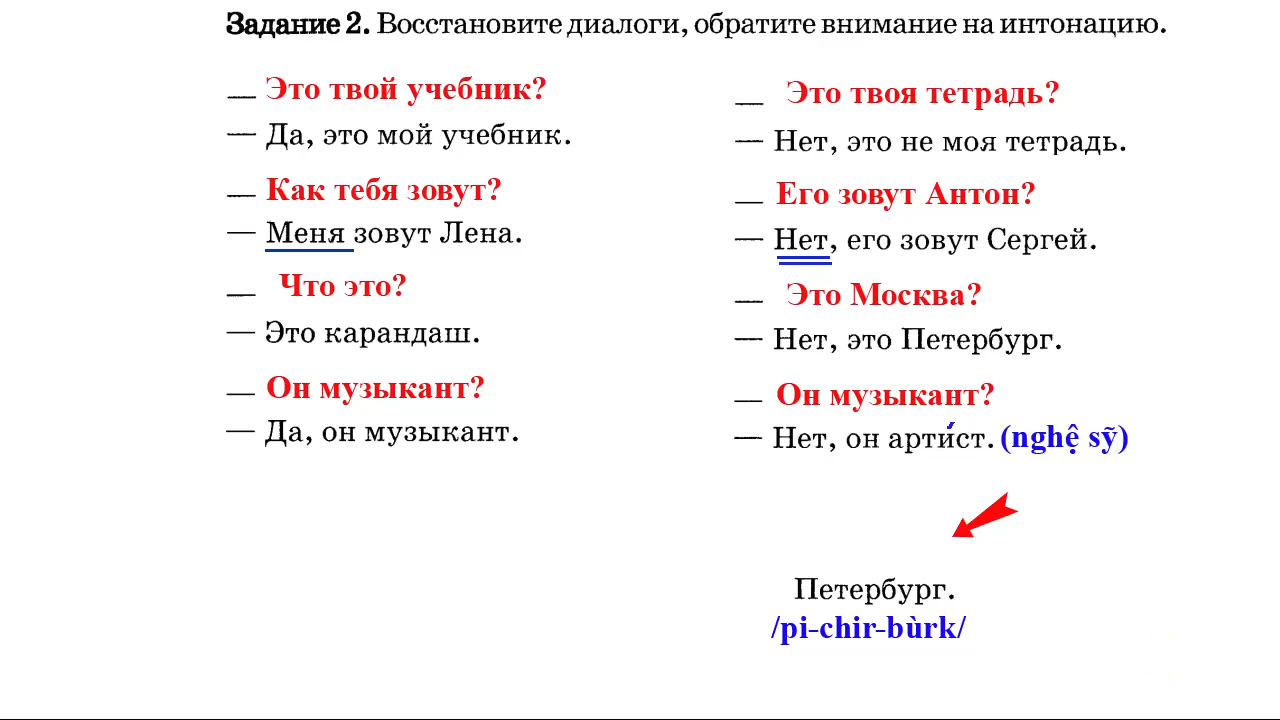 Задание 2. Восстановите диалоги, обратите внимание на интонацию.
— Это твой учебник?
— Да, это мой учебник.
— Как тебя зовут?
— Меня зовут Лена.
— Что это?
— Это карандаш.
— Он музыкант?
— Да, он музыкант.
— Это твоя тетрадь?
— Нет, это не моя тетрадь.
— Его зовут Антон?
— Нет, его зовут Сергей.
— Это Москва?
— Нет, это Петербург.
— Он музыкант?
— Нет, он арти́ст. (nghệ sỹ)
Петербург.
/pi-chir-bùrk/